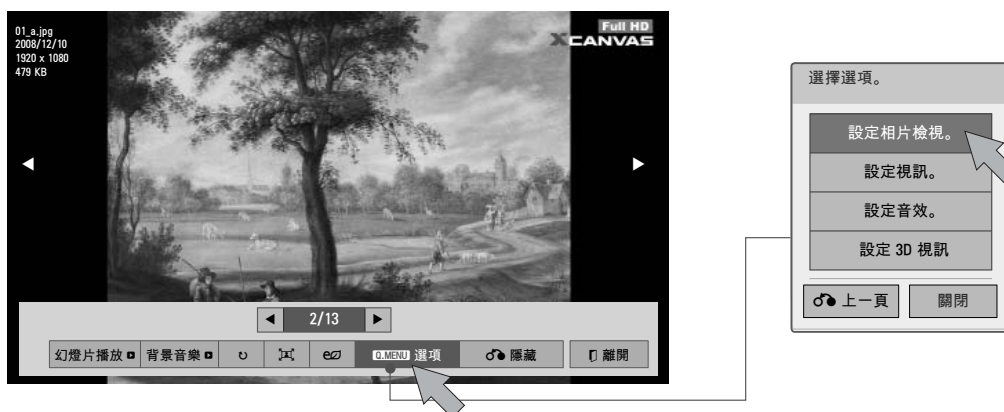 01_a.jpg
2008/12/10
1920 x 1080
479 KB
Full HD
XCANVAS
2/13
幻燈片播放 背景音樂 Q.MENU 選項 隱藏 離開
選擇選項。
設定相片檢視。
設定視訊。
設定音效。
設定 3D 視訊
上一頁 關閉